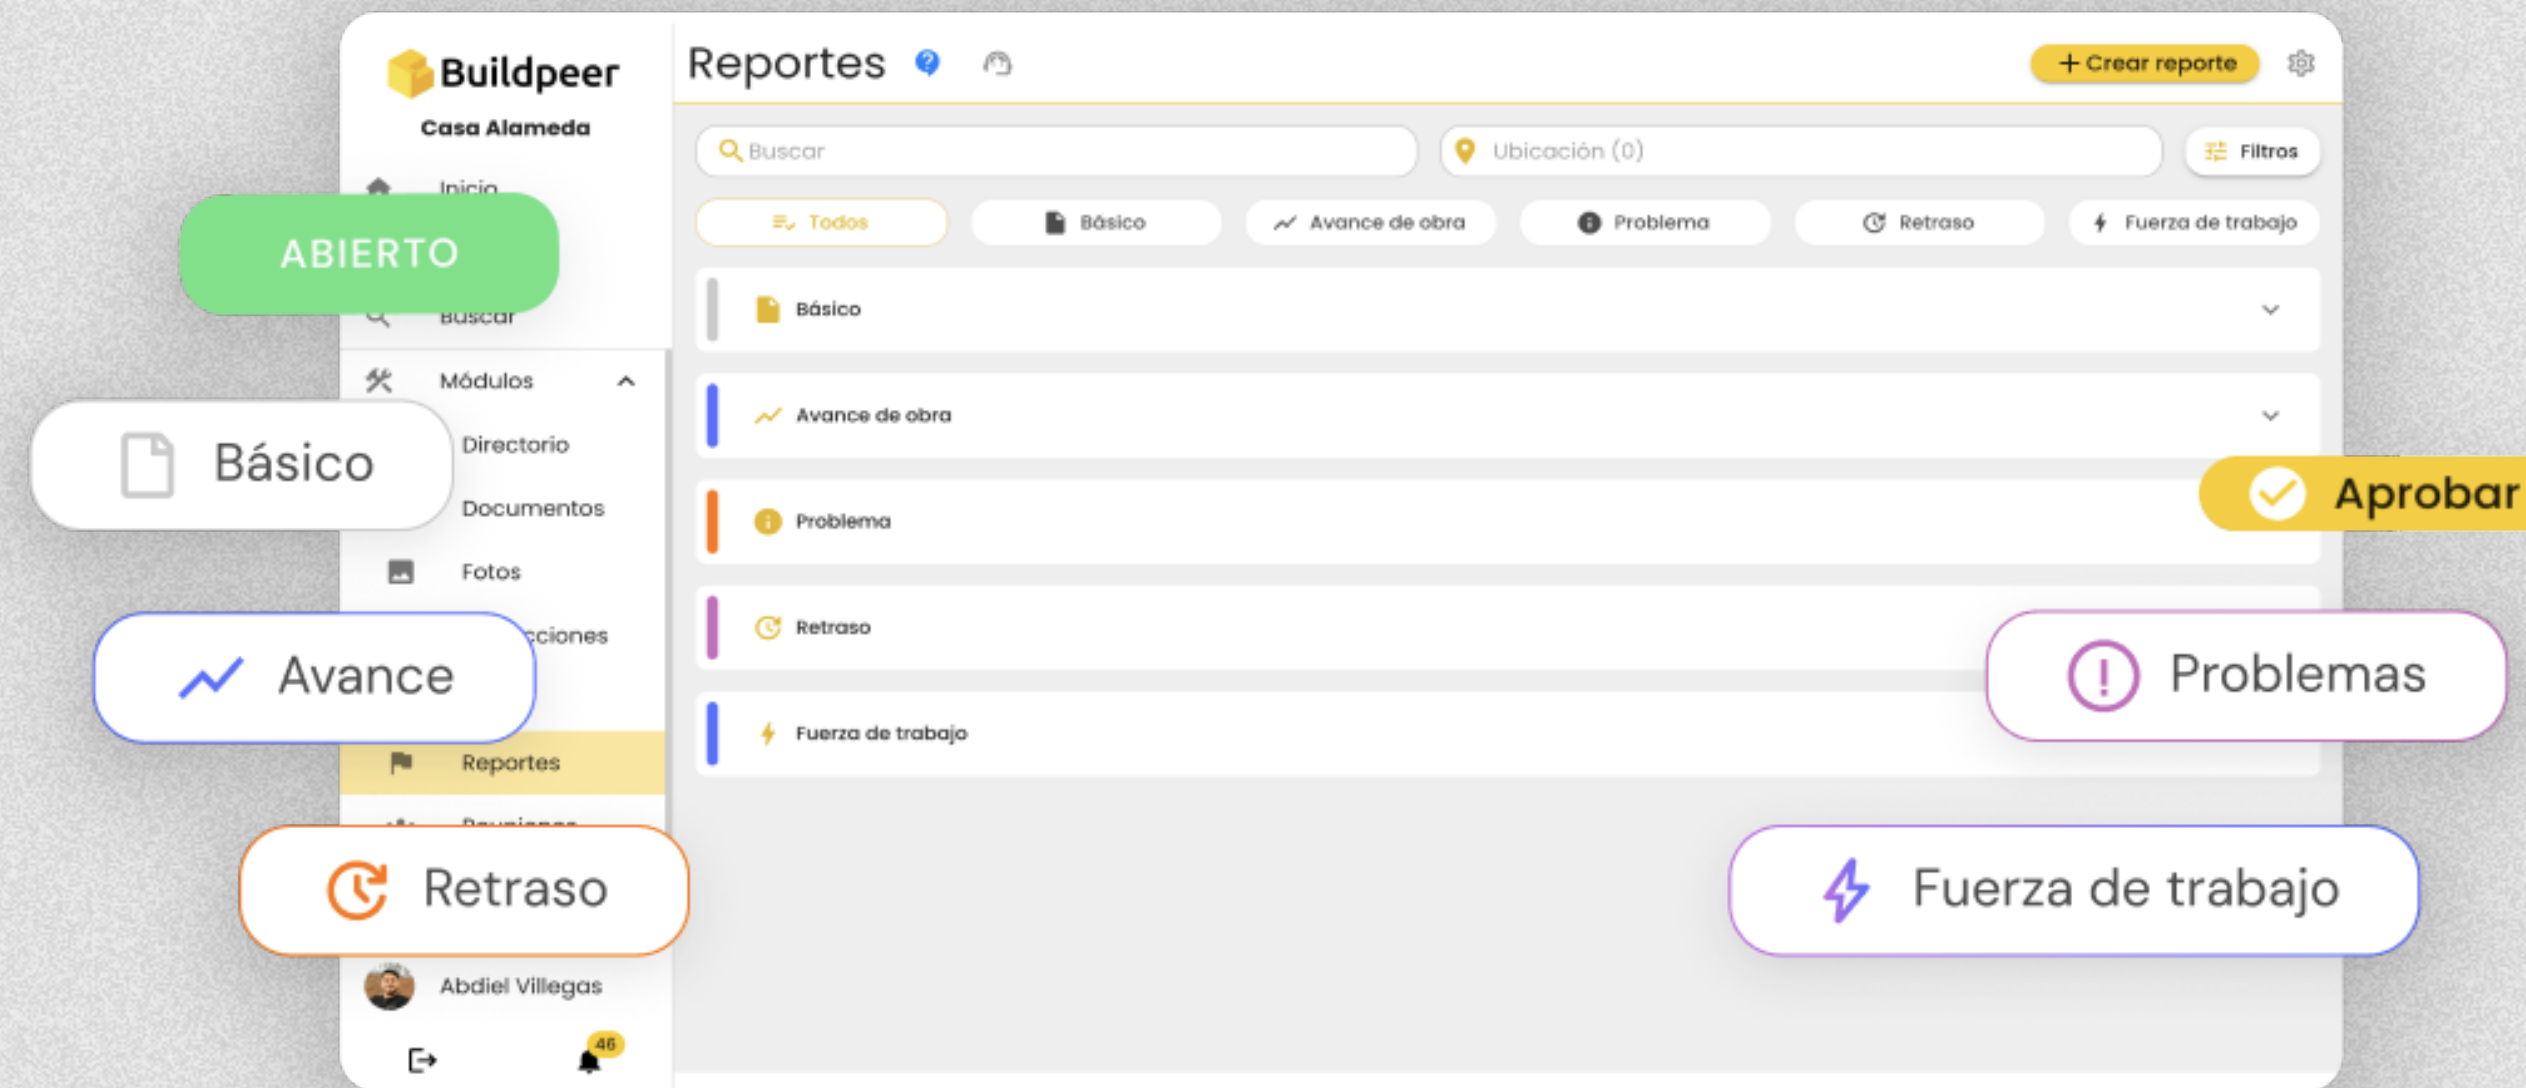 Buildpeer
Casa Alameda
Inicio
ABIERTO
Buscar
Módulos
Directorio
Básico
Documentos
Fotos
Avance
Reportes
Retraso
Abdiel Villegas
46
Reportes
+ Crear reporte
Buscar
Ubicación (0)
Filtros
Todos
Básico
Avance de obra
Problema
Retraso
Fuerza de trabajo
Básico
Avance de obra
Problema
Retraso
Fuerza de trabajo
Aprobar
Problemas
Fuerza de trabajo